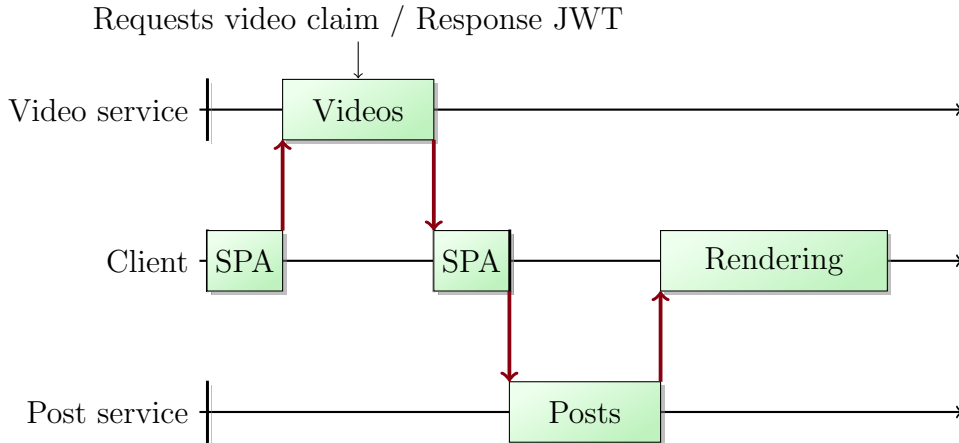 Requests video claim / Response JWT
Video service
Videos
Client
SPA
SPA
Rendering
Post service
Posts